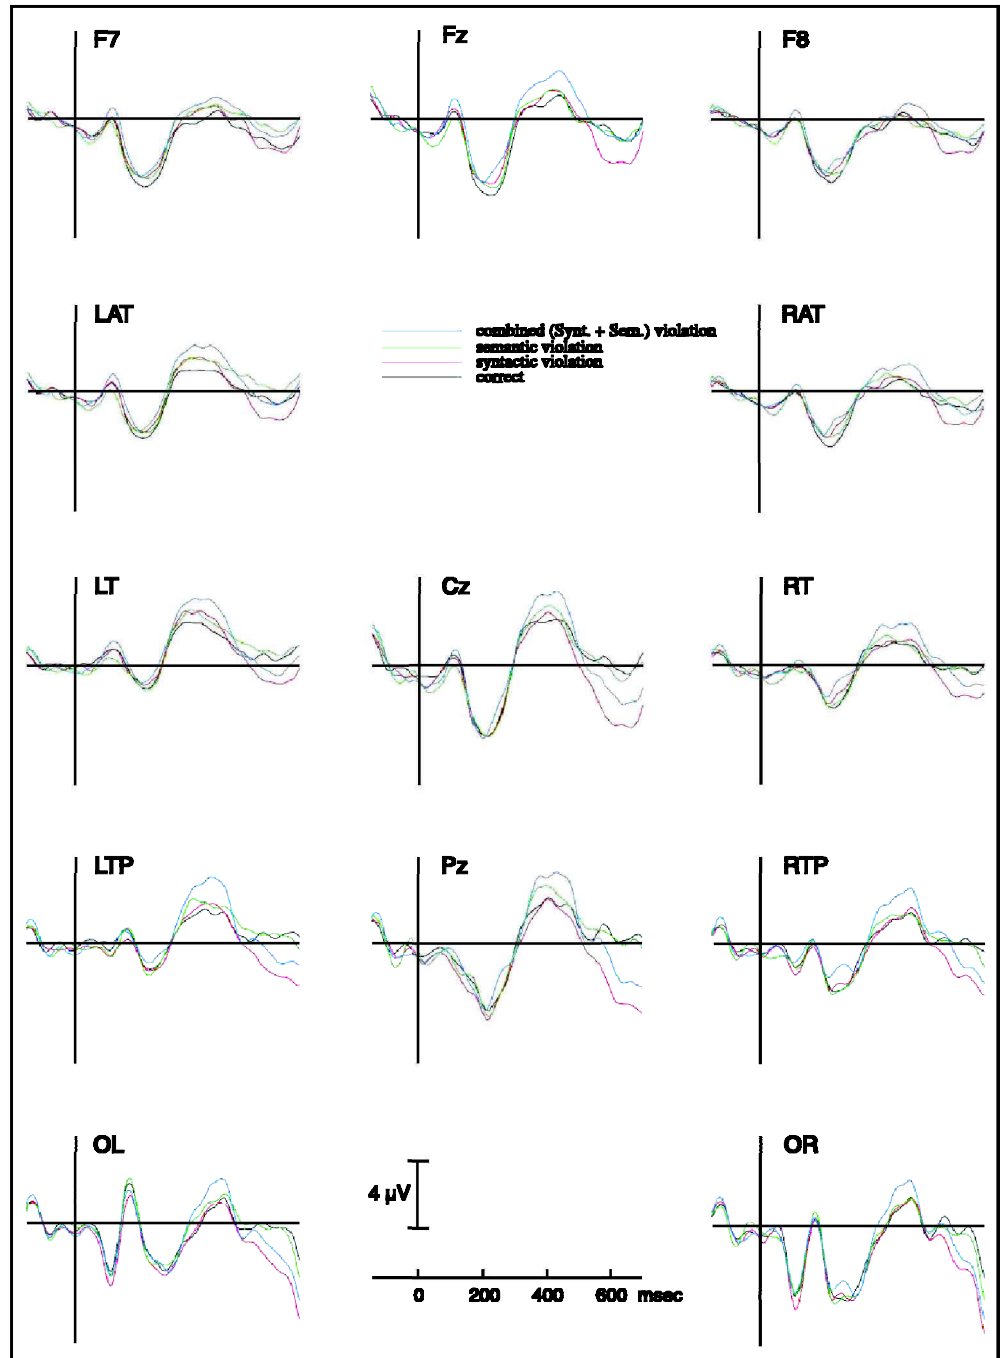 F7 Fz F8
LAT RAT
combined (Synt. + Sem.) violation
semantic violation
syntactic violation
correct
LT Cz RT
LTP Pz RTP
OL OR
4 µV
0 200 400 600 msec